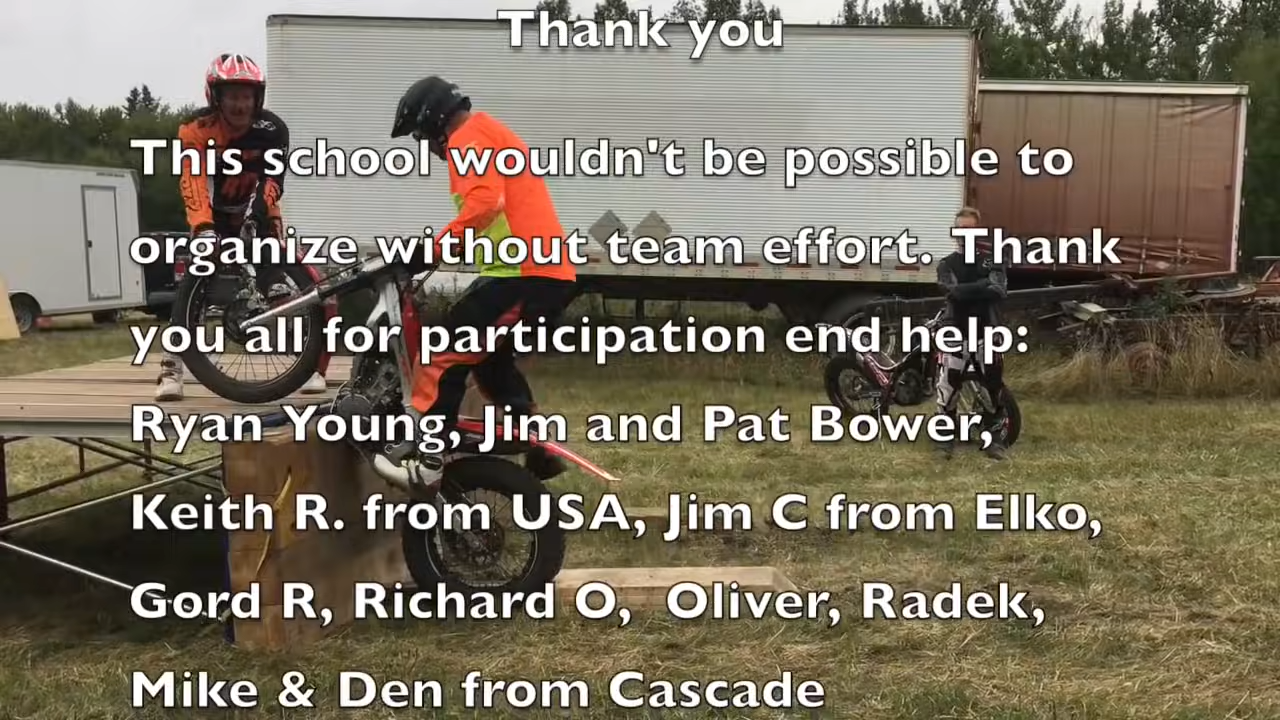 Thank you
This school wouldn't be possible to
organize without team effort. Thank
you all for participation end help:
Ryan Young, Jim and Pat Bower,
Keith R. from USA, Jim C from Elko,
Gord R, Richard O, Oliver, Radek,
Mike & Den from Cascade